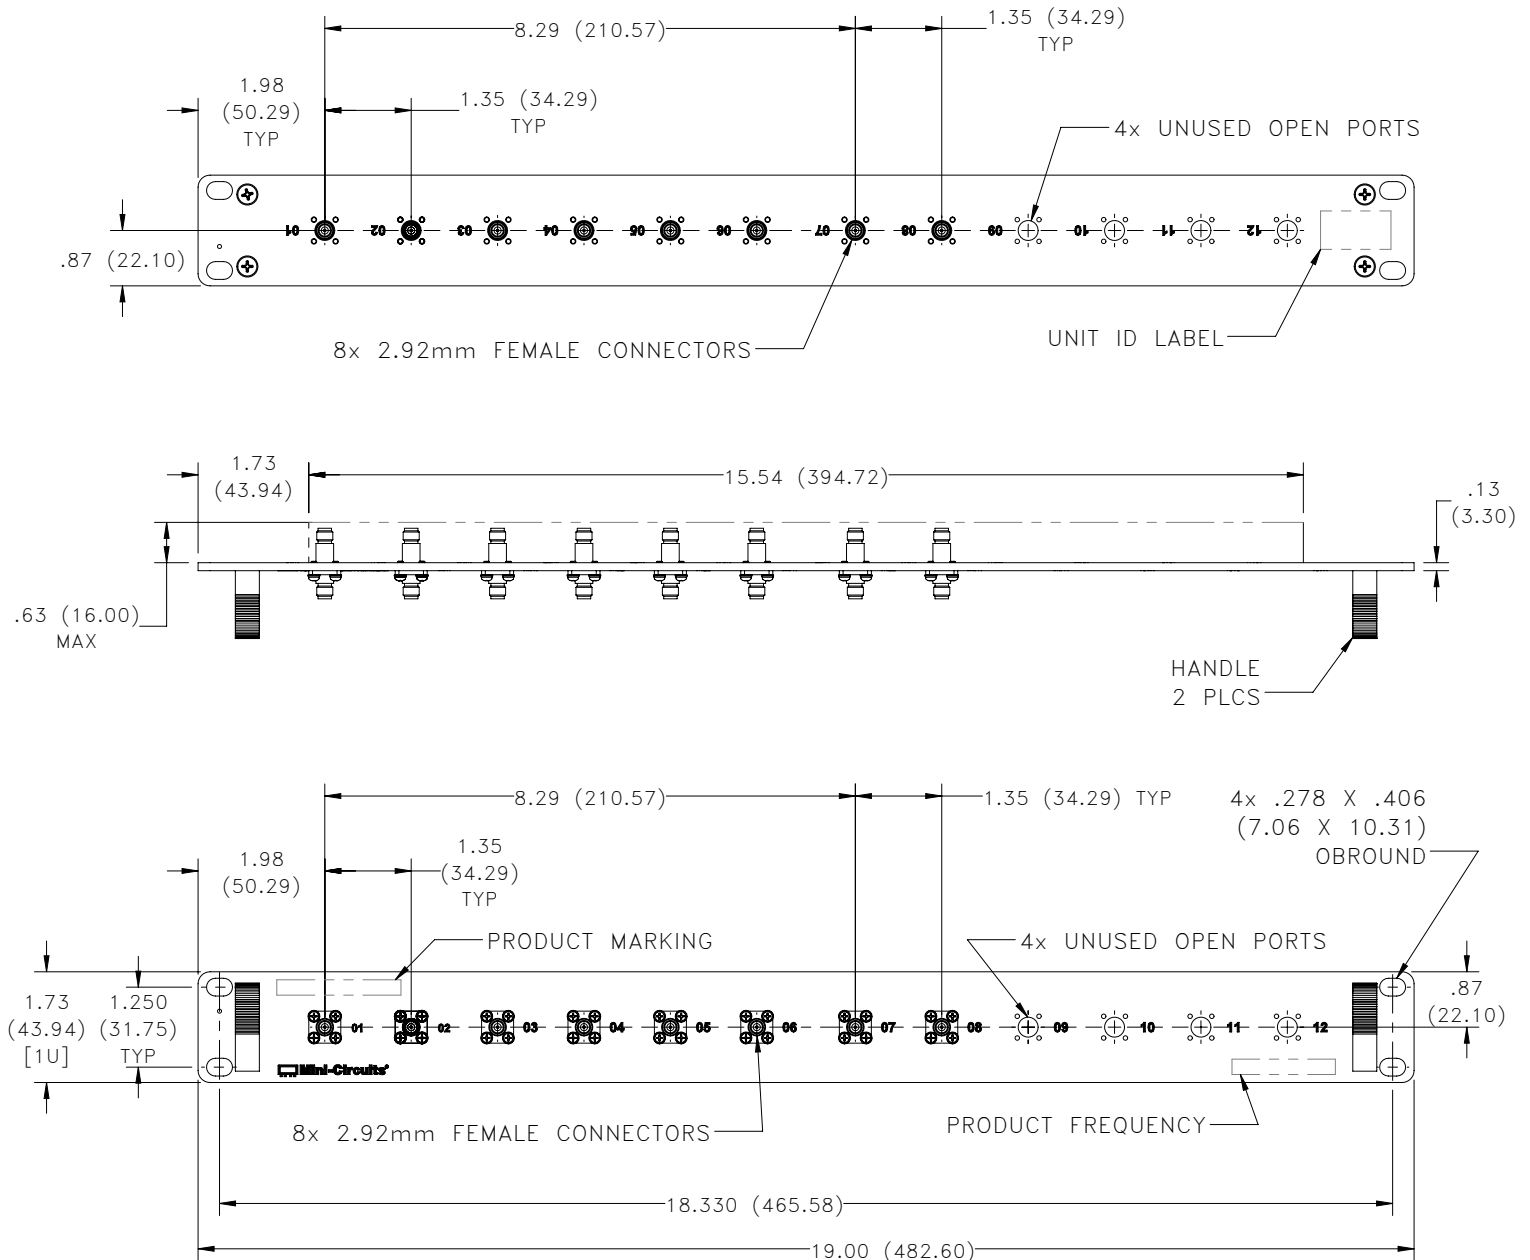 8.29 (210.57)
1.35 (34.29)
TYP
1.98
(50.29)
TYP
1.35 (34.29)
TYP
4x UNUSED OPEN PORTS
01 02 03 04 05 06 07 08 09 10 11 12
.87 (22.10)
8x 2.92mm FEMALE CONNECTORS
UNIT ID LABEL
1.73
(43.94)
15.54 (394.72)
.13
(3.30)
.63 (16.00)
MAX
HANDLE
2 PLCS
8.29 (210.57)
1.35 (34.29) TYP
4x .278 X .406
(7.06 X 10.31)
OBROUND
1.98
(50.29)
1.35
(34.29)
TYP
PRODUCT MARKING
4x UNUSED OPEN PORTS
1.73
(43.94)
[1U]
1.250
(31.75)
TYP
.87
(22.10)
01 02 03 04 05 06 07 08 09 10 11 12
Mini-Circuits®
8x 2.92mm FEMALE CONNECTORS
PRODUCT FREQUENCY
18.330 (465.58)
19.00 (482.60)